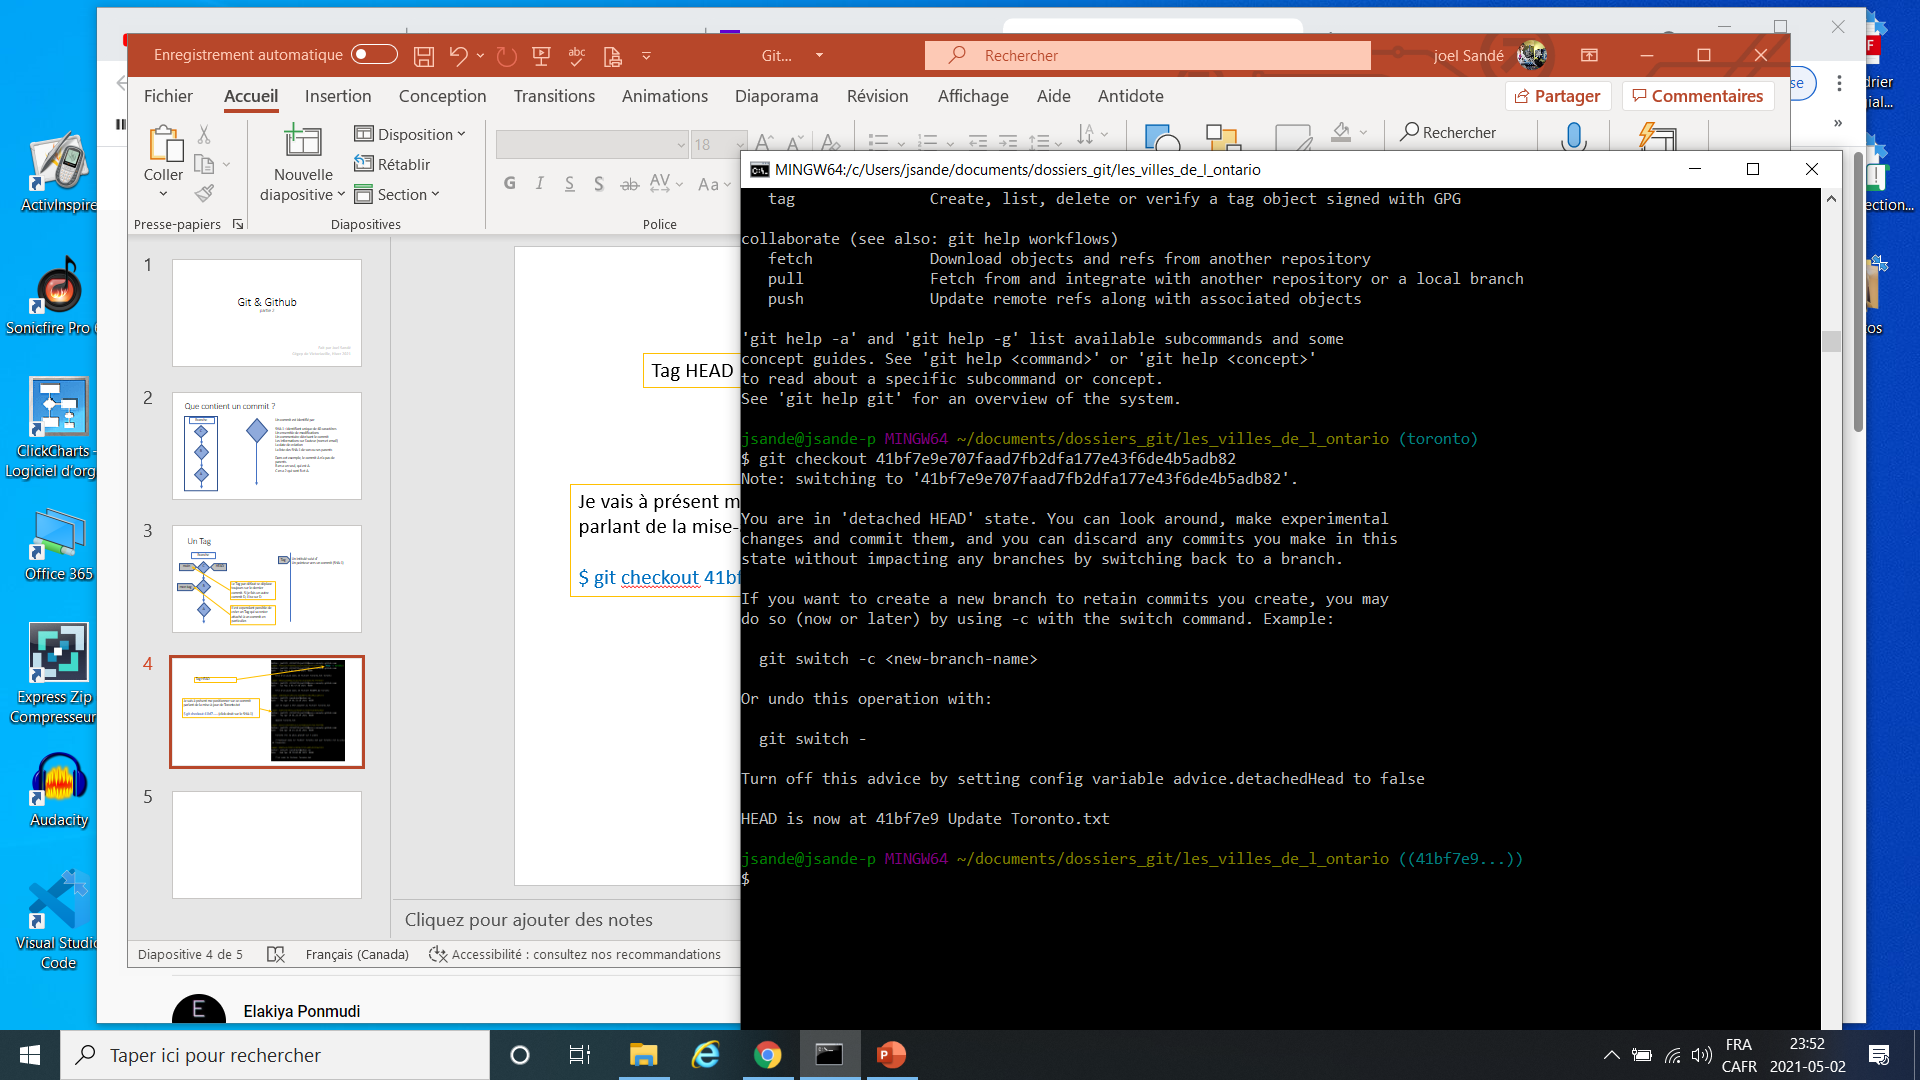 Enregistrement automatique
Git...
Rechercher
joel Sandé
Fichier
Accueil
Insertion
Conception
Transitions
Animations
Diaporama
Révision
Affichage
Aide
Antidote
Partager
Commentaires
Coller
Nouvelle
diapositive
Disposition
Rétablir
Section
18
Rechercher
G I S S ab AV Aa
Presse-papiers
Diapositives
Police
ActivInspire
Sonicfire Pro 6
ClickCharts -
Logiciel d'org
Office 365
Express Zip
Compresseur
Audacity
Visual Studio
Code
1
Git & Github
2
Que contient un commit ?
3
Un Tag
4
5
Tag HEAD
Je vais à présent m
parlant de la mise-
$ git checkout 41bf
Cliquez pour ajouter des notes
Diapositive 4 de 5
Français (Canada)
Accessibilité : consultez nos recommandations
E
Elakiya Ponmudi
MINGW64:/c/Users/jsande/documents/dossiers_git/les_villes_de_l_ontario
tag Create, list, delete or verify a tag object signed with GPG
collaborate (see also: git help workflows)
fetch Download objects and refs from another repository
pull Fetch from and integrate with another repository or a local branch
push Update remote refs along with associated objects
'git help -a' and 'git help -g' list available subcommands and some
concept guides. See 'git help <command>' or 'git help <concept>'
to read about a specific subcommand or concept.
See 'git help git' for an overview of the system.
jsande@jsande-p MINGW64 ~/documents/dossiers_git/les_villes_de_l_ontario (toronto)
$ git checkout 41bf7e9e707faad7fb2dfa177e43f6de4b5adb82
Note: switching to '41bf7e9e707faad7fb2dfa177e43f6de4b5adb82'.
You are in 'detached HEAD' state. You can look around, make experimental
changes and commit them, and you can discard any commits you make in this
state without impacting any branches by switching back to a branch.
If you want to create a new branch to retain commits you create, you may
do so (now or later) by using -c with the switch command. Example:
git switch -c <new-branch-name>
Or undo this operation with:
git switch -
Turn off this advice by setting config variable advice.detachedHead to false
HEAD is now at 41bf7e9 Update Toronto.txt
jsande@jsande-p MINGW64 ~/documents/dossiers_git/les_villes_de_l_ontario ((41bf7e9...))
$
Taper ici pour rechercher
FRA
CAFR
23:52
2021-05-02